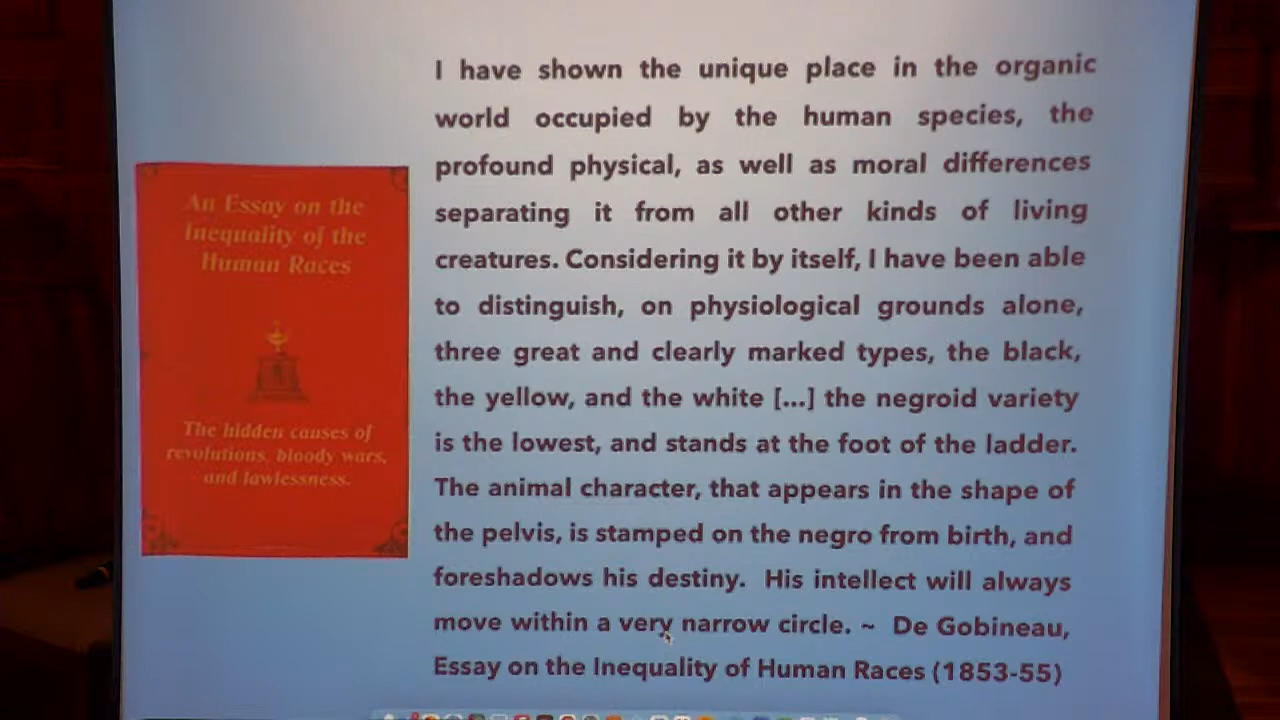 An Essay on the
Inequality of the
Human Races
The hidden causes of
revolutions, bloody wars,
and lawlessness.
I have shown the unique place in the organic
world occupied by the human species, the
profound physical, as well as moral differences
separating it from all other kinds of living
creatures. Considering it by itself, I have been able
to distinguish, on physiological grounds alone,
three great and clearly marked types, the black,
the yellow, and the white [...] the negroid variety
is the lowest, and stands at the foot of the ladder.
The animal character, that appears in the shape of
the pelvis, is stamped on the negro from birth, and
foreshadows his destiny. His intellect will always
move within a very narrow circle. ~ De Gobineau,
Essay on the Inequality of Human Races (1853-55)